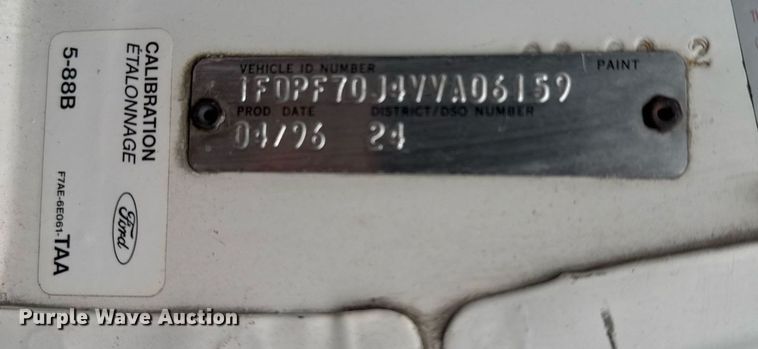 CALIBRATION
ÉTALONNAGE
5-88B
F7AE-6E061-TAA
Ford
VEHICLE ID NUMBER
PAINT
1F0PF70J4VVA06159
PROD DATE
DISTRICT/DSO NUMBER
04/96
24
Purple Wave Auction